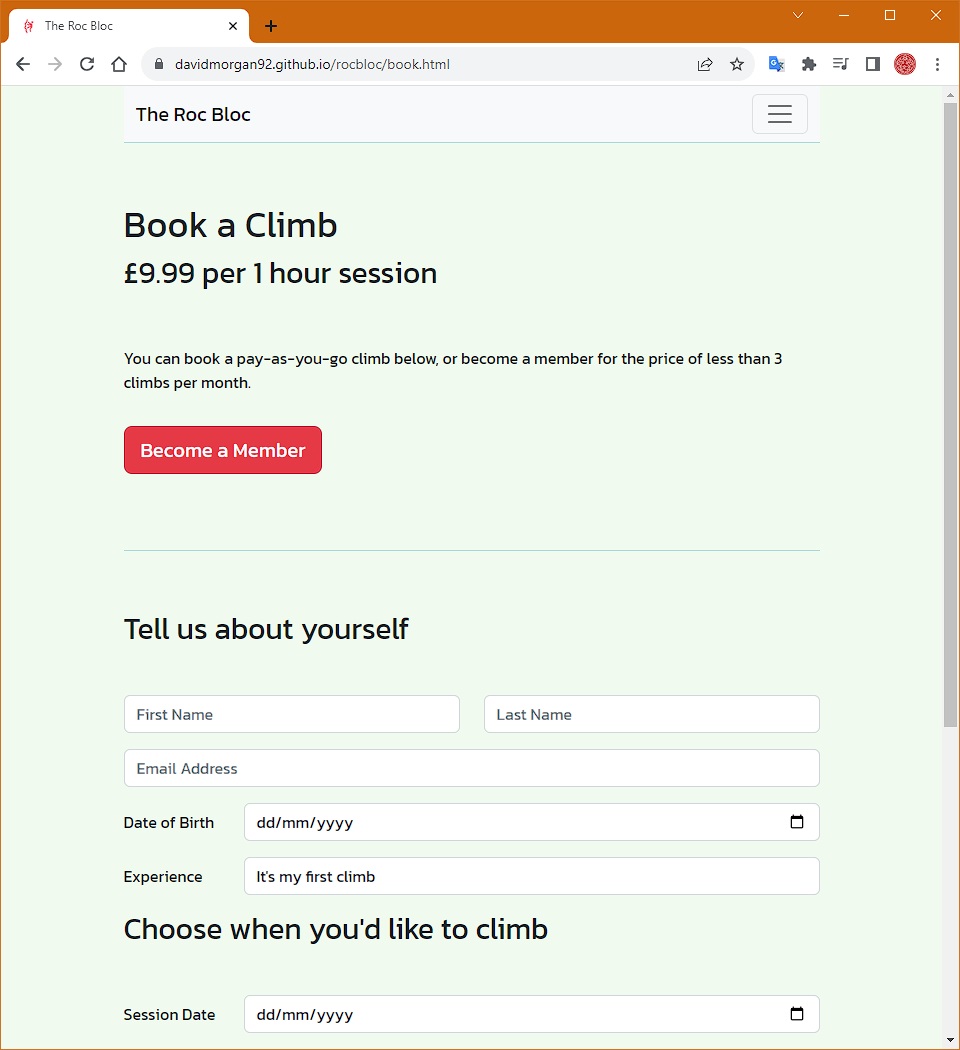 The Roc Bloc
davidmorgan92.github.io/rocbloc/book.html
The Roc Bloc
Book a Climb
£9.99 per 1 hour session
You can book a pay-as-you-go climb below, or become a member for the price of less than 3
climbs per month.
Become a Member
Tell us about yourself
First Name
Last Name
Email Address
Date of Birth dd/mm/yyyy
Experience It's my first climb
Choose when you'd like to climb
Session Date dd/mm/yyyy